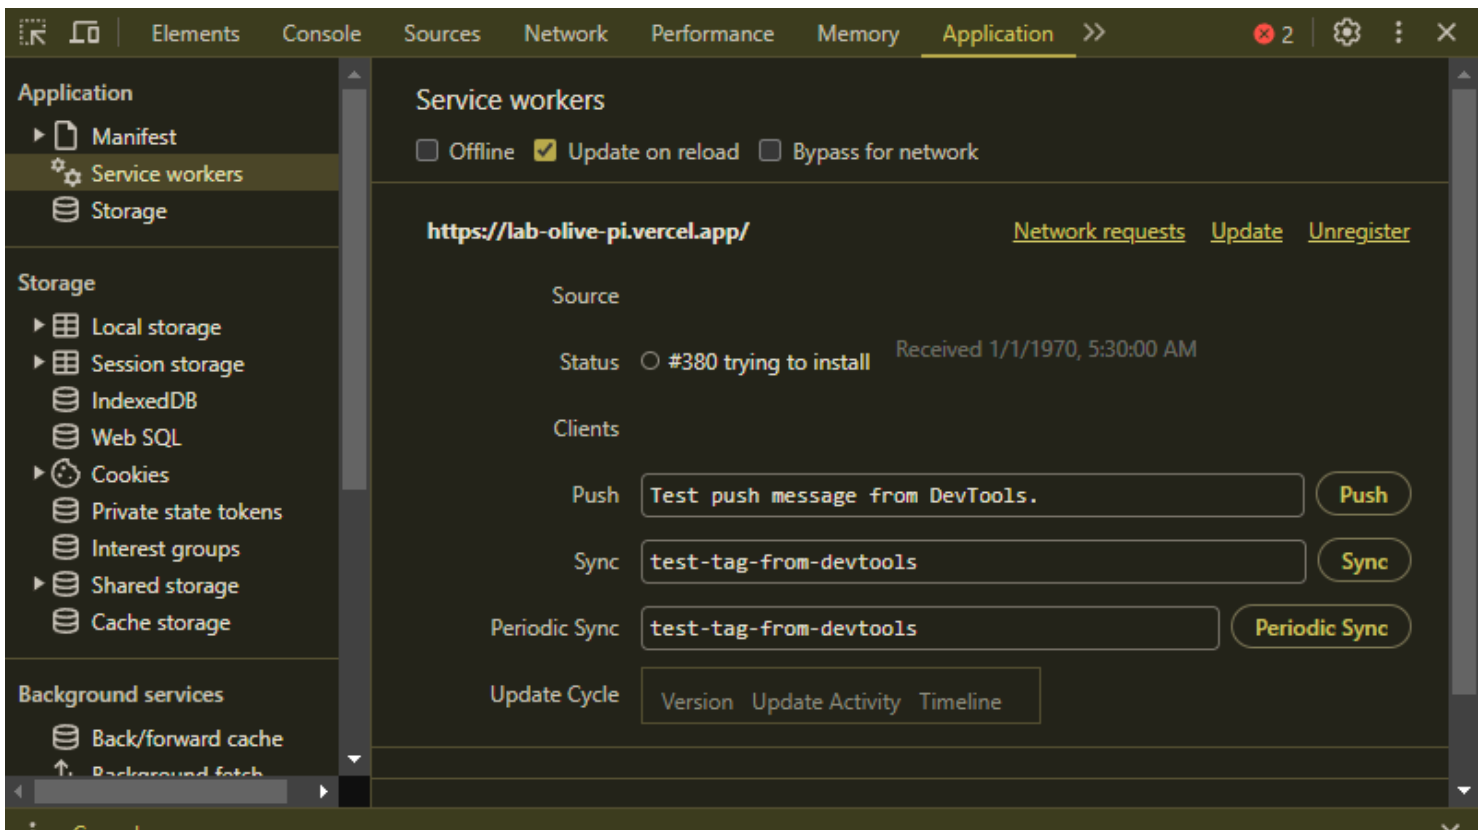 Elements Console Sources Network Performance Memory Application 2
Application
Manifest
Service workers
Storage
Storage
Local storage
Session storage
IndexedDB
Web SQL
Cookies
Private state tokens
Interest groups
Shared storage
Cache storage
Background services
Back/forward cache
Background fetch
Service workers
Offline Update on reload Bypass for network
https://lab-olive-pi.vercel.app/ Network requests Update Unregister
Source
Status #380 trying to install Received 1/1/1970, 5:30:00 AM
Clients
Push Test push message from DevTools. Push
Sync test-tag-from-devtools Sync
Periodic Sync test-tag-from-devtools Periodic Sync
Update Cycle Version Update Activity Timeline